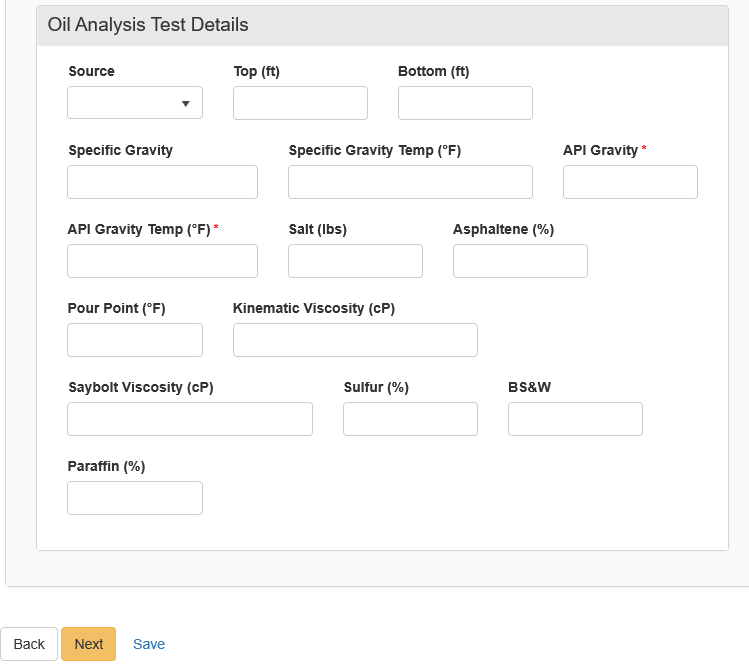 Oil Analysis Test Details
Source Top (ft) Bottom (ft)
Specific Gravity Specific Gravity Temp (°F) API Gravity *
API Gravity Temp (°F) * Salt (lbs) Asphaltene (%)
Pour Point (°F) Kinematic Viscosity (cP)
Saybolt Viscosity (cP) Sulfur (%) BS&W
Paraffin (%)
Back Next Save